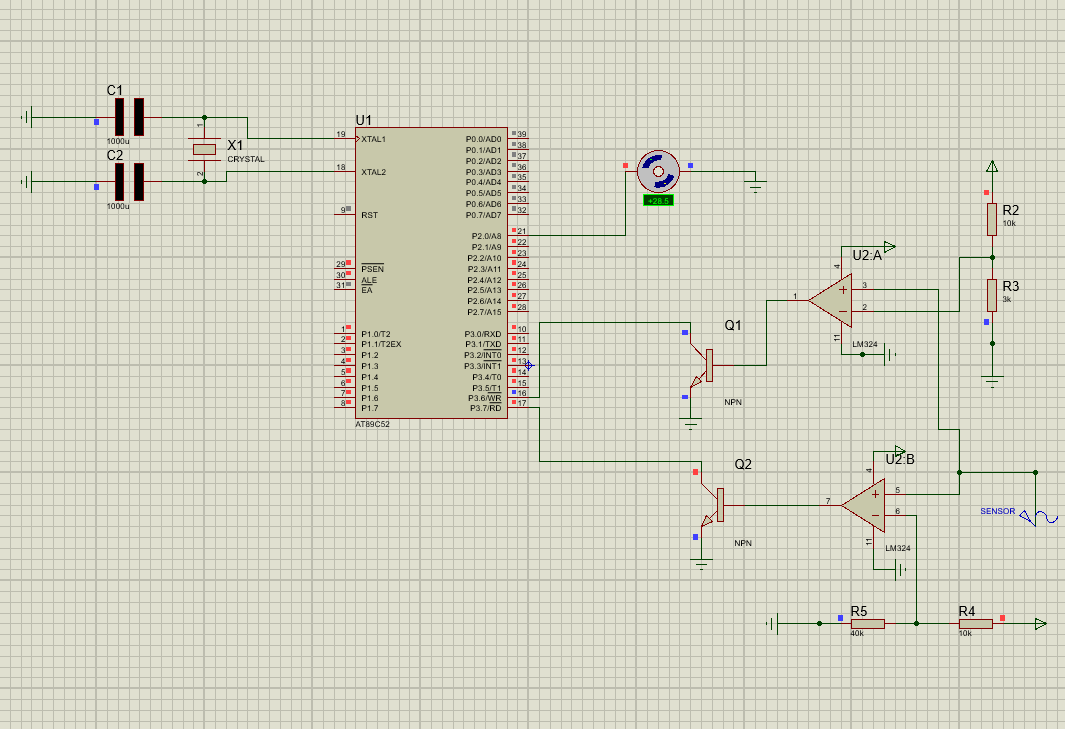 C1
1000u
C2
1000u
1
X1
CRYSTAL
2
U1
19 XTAL1
18 XTAL2
9 RST
29 PSEN
30 ALE
31 EA
1 P1.0/T2
2 P1.1/T2EX
3 P1.2
4 P1.3
5 P1.4
6 P1.5
7 P1.6
8 P1.7
P0.0/AD0 39
P0.1/AD1 38
P0.2/AD2 37
P0.3/AD3 36
P0.4/AD4 35
P0.5/AD5 34
P0.6/AD6 33
P0.7/AD7 32
P2.0/A8 21
P2.1/A9 22
P2.2/A10 23
P2.3/A11 24
P2.4/A12 25
P2.5/A13 26
P2.6/A14 27
P2.7/A15 28
P3.0/RXD 10
P3.1/TXD 11
P3.2/INT0 12
P3.3/INT1 13
P3.4/T0 14
P3.5/T1 15
P3.6/WR 16
P3.7/RD 17
AT89C52
+28.5
Q1
NPN
Q2
NPN
U2:A
4
3
2
1
11
LM324
U2:B
4
5
6
7
11
LM324
R2
10k
R3
3k
SENSOR
R5
40k
R4
10k